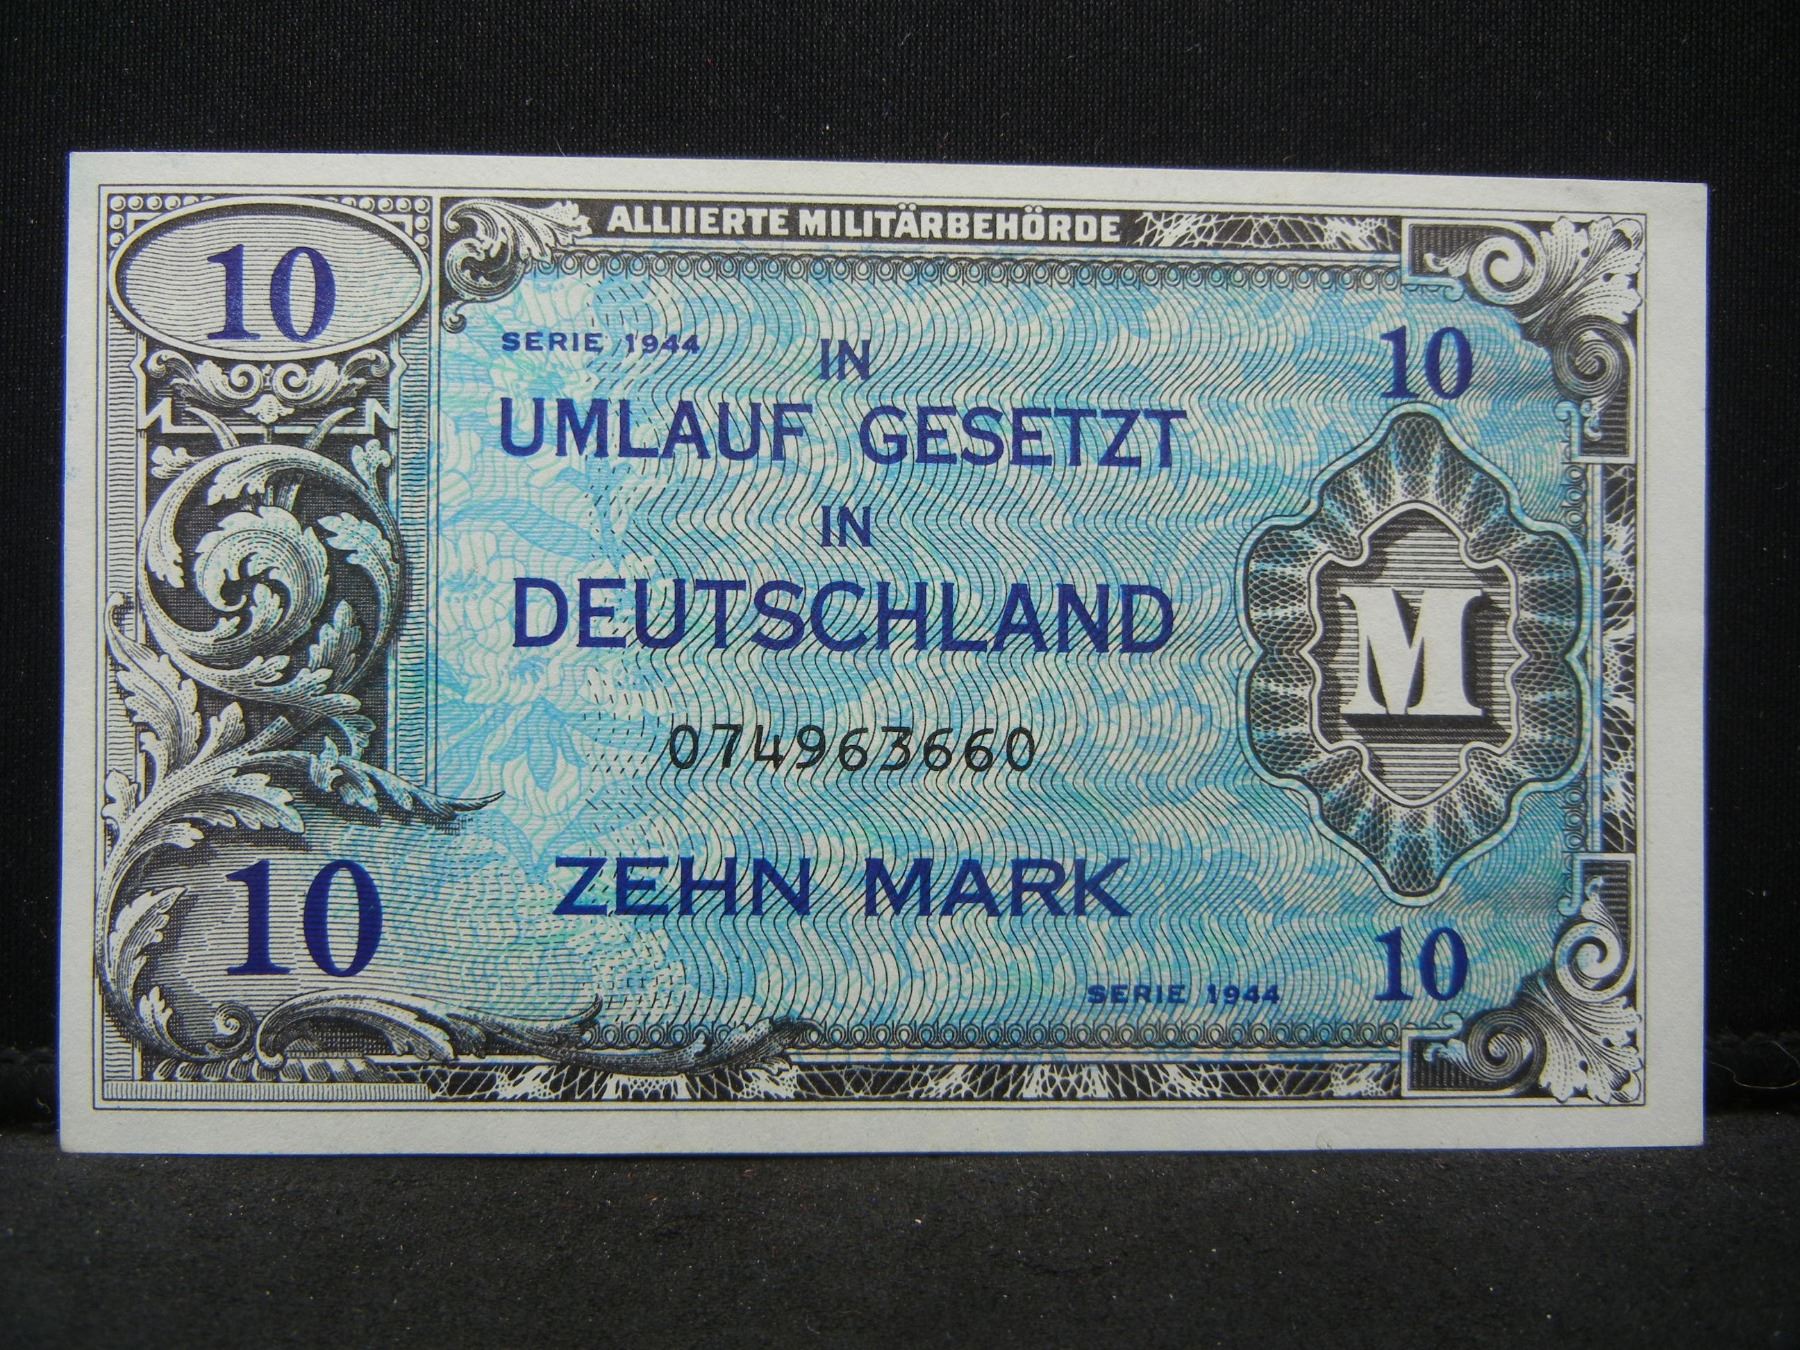 ALLIIERTE MILITÄRBEHÖRDE
10
SERIE 1944
IN
10
UMLAUF GESETZT
IN
DEUTSCHLAND
M
074963660
ZEHN MARK
10
10
SERIE 1944